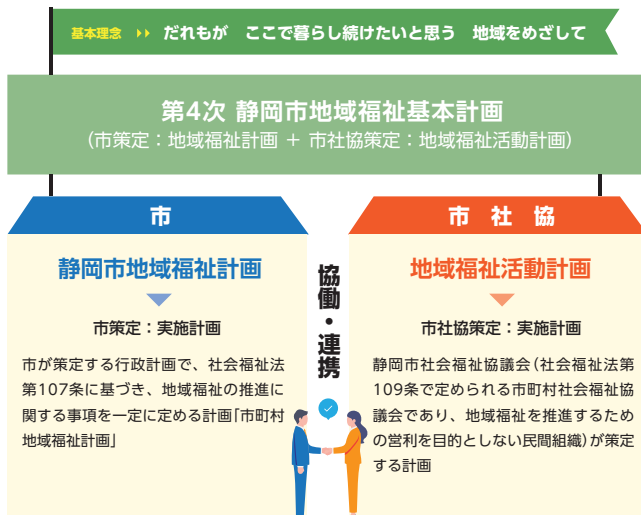 基本理念 ▸▸ だれもが ここで暮らし続けたいと思う 地域をめざして
第4次 静岡市地域福祉基本計画
(市策定：地域福祉計画 ＋ 市社協策定：地域福祉活動計画)
市
静岡市地域福祉計画
市策定：実施計画
市が策定する行政計画で、社会福祉法
第107条に基づき、地域福祉の推進に
関する事項を一定に定める計画「市町村
地域福祉計画」
協働・連携
市社協
地域福祉活動計画
市社協策定：実施計画
静岡市社会福祉協議会(社会福祉法第
109条で定められる市町村社会福祉協
議会であり、地域福祉を推進するため
の営利を目的としない民間組織)が策定
する計画